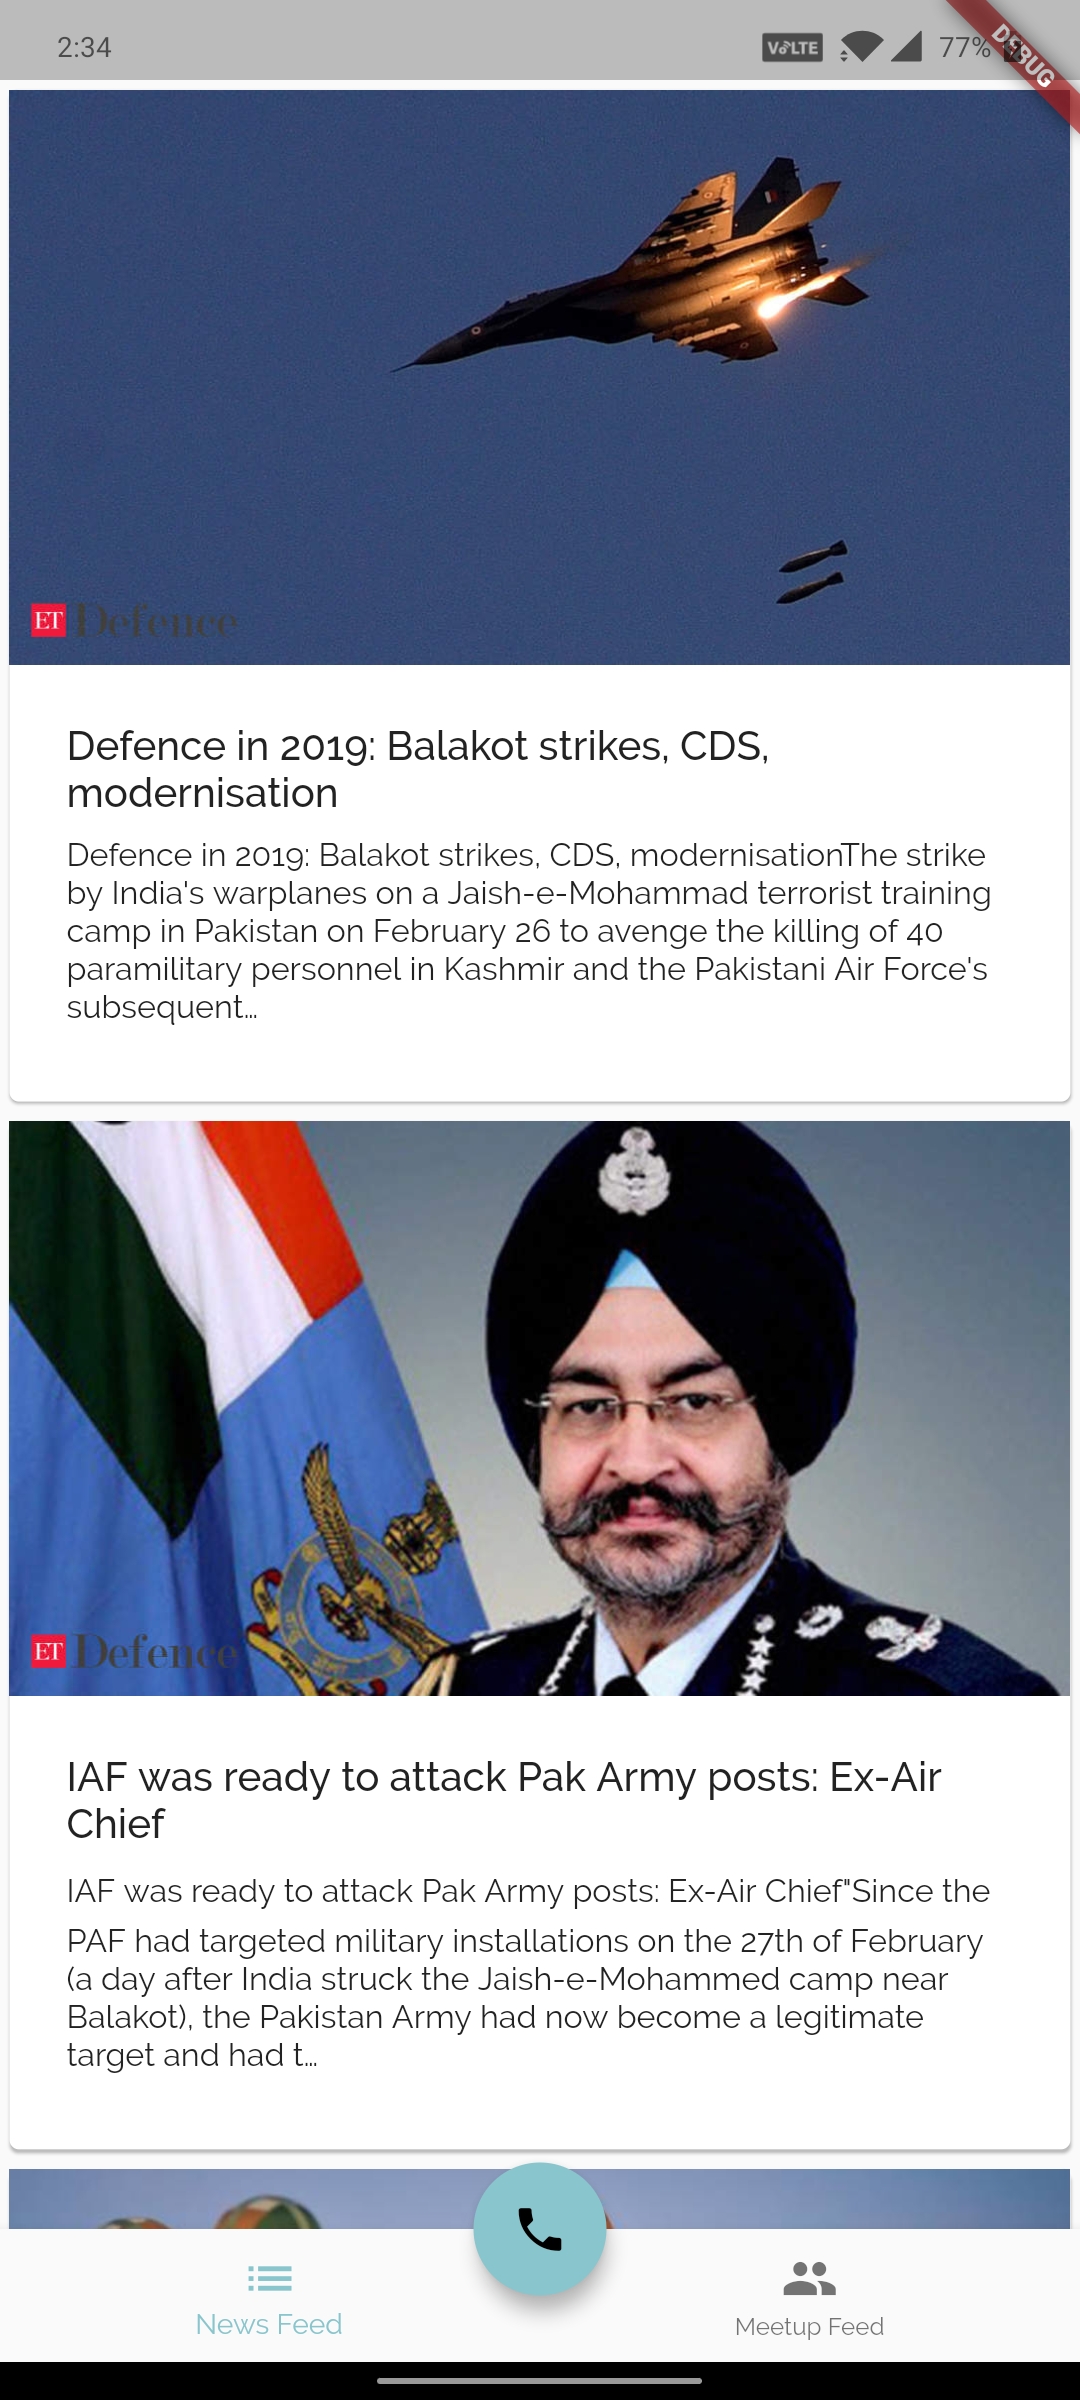 2:34
VoLTE
77%
DEBUG
ET Defence
Defence in 2019: Balakot strikes, CDS,
modernisation
Defence in 2019: Balakot strikes, CDS, modernisationThe strike
by India's warplanes on a Jaish-e-Mohammad terrorist training
camp in Pakistan on February 26 to avenge the killing of 40
paramilitary personnel in Kashmir and the Pakistani Air Force's
subsequent...
ET Defence
IAF was ready to attack Pak Army posts: Ex-Air
Chief
IAF was ready to attack Pak Army posts: Ex-Air Chief"Since the
PAF had targeted military installations on the 27th of February
(a day after India struck the Jaish-e-Mohammed camp near
Balakot), the Pakistan Army had now become a legitimate
target and had t...
News Feed
Meetup Feed